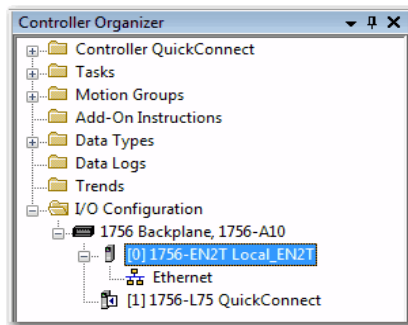 Controller Organizer
Controller QuickConnect
Tasks
Motion Groups
Add-On Instructions
Data Types
Data Logs
Trends
I/O Configuration
1756 Backplane, 1756-A10
[0] 1756-EN2T Local_EN2T
Ethernet
[1] 1756-L75 QuickConnect